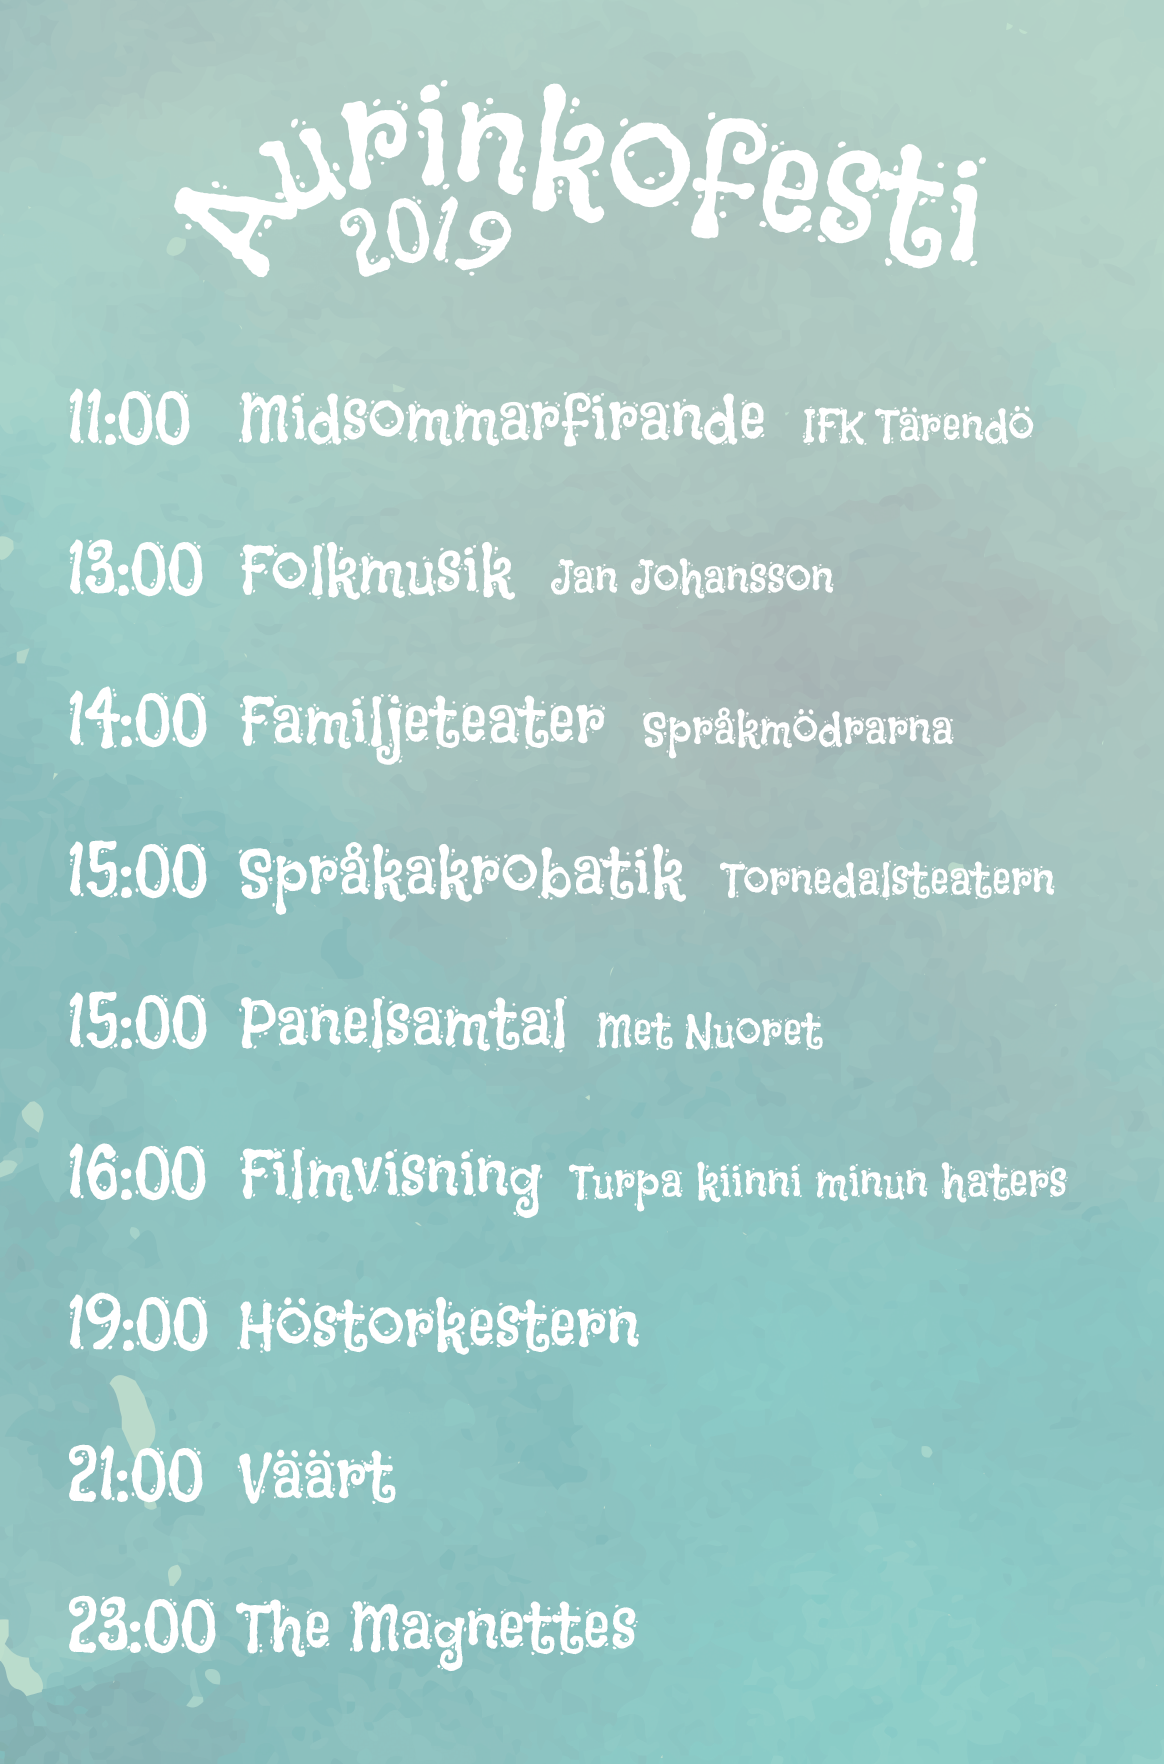 Aurinkofesti
2019
11:00 Midsommarfirande IFK Tärendö
13:00 Folkmusik Jan Johansson
14:00 Familjeteater Språkmödrarna
15:00 Språkakrobatik Tornedalsteatern
15:00 Panelsamtal Met Nuoret
16:00 Filmvisning Turpa kiinni minun haters
19:00 Höstorkestern
21:00 Väärt
23:00 The Magnettes